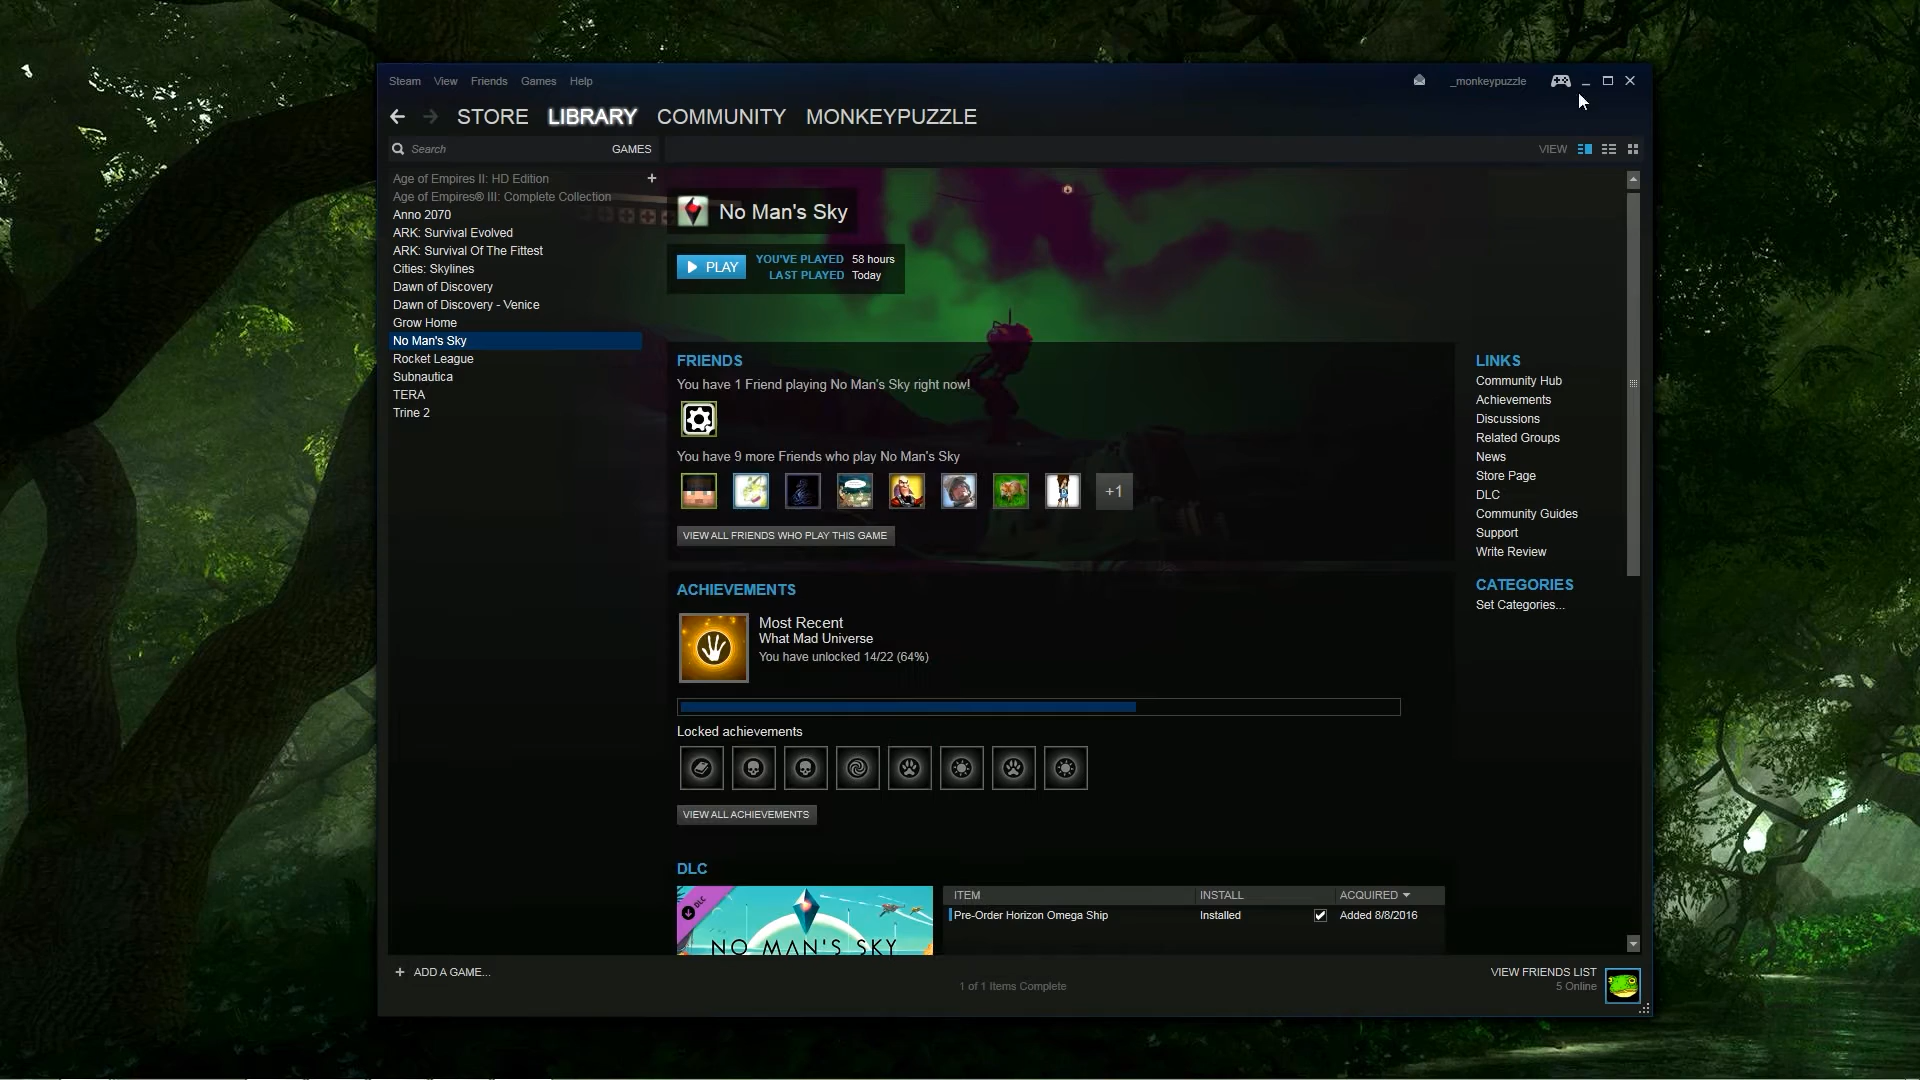 Steam View Friends Games Help
_monkeypuzzle
STORE LIBRARY COMMUNITY MONKEYPUZZLE
Search GAMES
VIEW
Age of Empires II: HD Edition
Age of Empires® III: Complete Collection
Anno 2070
ARK: Survival Evolved
ARK: Survival Of The Fittest
Cities: Skylines
Dawn of Discovery
Dawn of Discovery - Venice
Grow Home
No Man's Sky
Rocket League
Subnautica
TERA
Trine 2
No Man's Sky
PLAY
YOU'VE PLAYED 58 hours
LAST PLAYED Today
FRIENDS
You have 1 Friend playing No Man's Sky right now!
You have 9 more Friends who play No Man's Sky
+1
VIEW ALL FRIENDS WHO PLAY THIS GAME
ACHIEVEMENTS
Most Recent
What Mad Universe
You have unlocked 14/22 (64%)
Locked achievements
VIEW ALL ACHIEVEMENTS
DLC
DLC
NO MAN'S SKY
ITEM INSTALL ACQUIRED
Pre-Order Horizon Omega Ship Installed Added 8/8/2016
LINKS
Community Hub
Achievements
Discussions
Related Groups
News
Store Page
DLC
Community Guides
Support
Write Review
CATEGORIES
Set Categories...
+ ADD A GAME...
1 of 1 Items Complete
VIEW FRIENDS LIST
5 Online